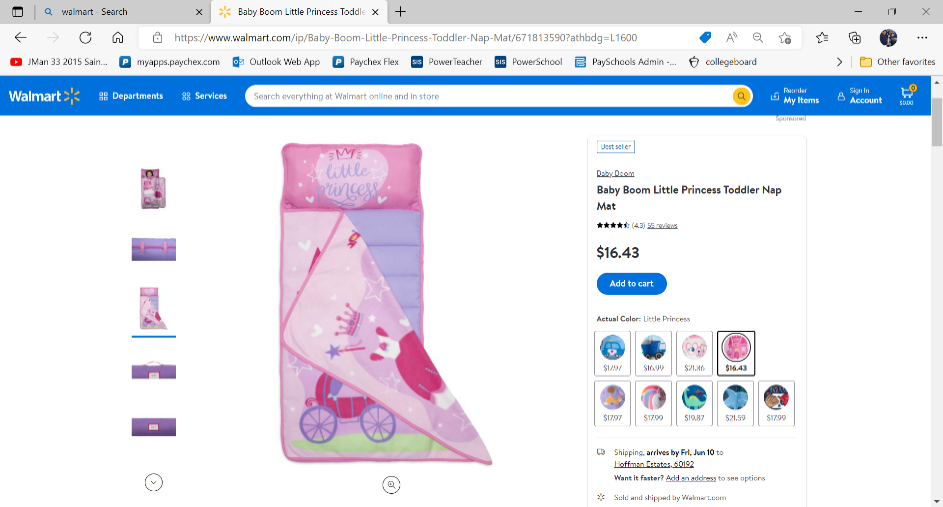 walmart - Search
Baby Boom Little Princess Toddle
https://www.walmart.com/ip/Baby-Boom-Little-Princess-Toddler-Nap-Mat/671813590?athbdg=L1600
JMan 33 2015 Sain...
myapps.paychex.com
Outlook Web App
Paychex Flex
SIS PowerTeacher
SIS PowerSchool
PaySchools Admin -...
collegeboard
Other favorites
Walmart
Departments
Services
Search everything at Walmart online and in store
Reorder
My Items
Sign In
Account
0
$0.00
Sponsored
Best seller
Baby Boom
Baby Boom Little Princess Toddler Nap
Mat
(4.3) 55 reviews
$16.43
Add to cart
Actual Color: Little Princess
$17.97 $16.99 $21.86 $16.43
$17.97 $17.99 $19.87 $21.59 $17.99
Shipping, arrives by Fri, Jun 10 to
Hoffman Estates, 60192
Want it faster? Add an address to see options
Sold and shipped by Walmart.com
little
princess